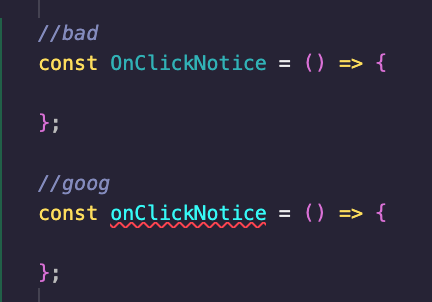 //bad
const OnClickNotice = () => {
};
//goog
const onClickNotice = () => {
};